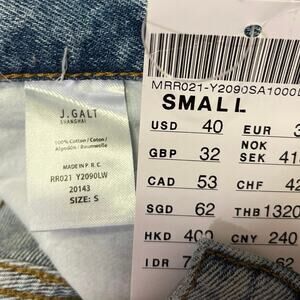 J.GALT
SHANGHAI
100% Cotton / Coton /
Algodón / Baumwolle
MADE IN P. R. C.
RR021 Y2090LW
20143
SIZE: S
MRR021-Y2090SA1000
SMALL
USD 40 EUR
GBP 32 NOK
SEK
CAD 53 CHF
SGD 62 THB 1320
HKD 400 CNY 240
IDR